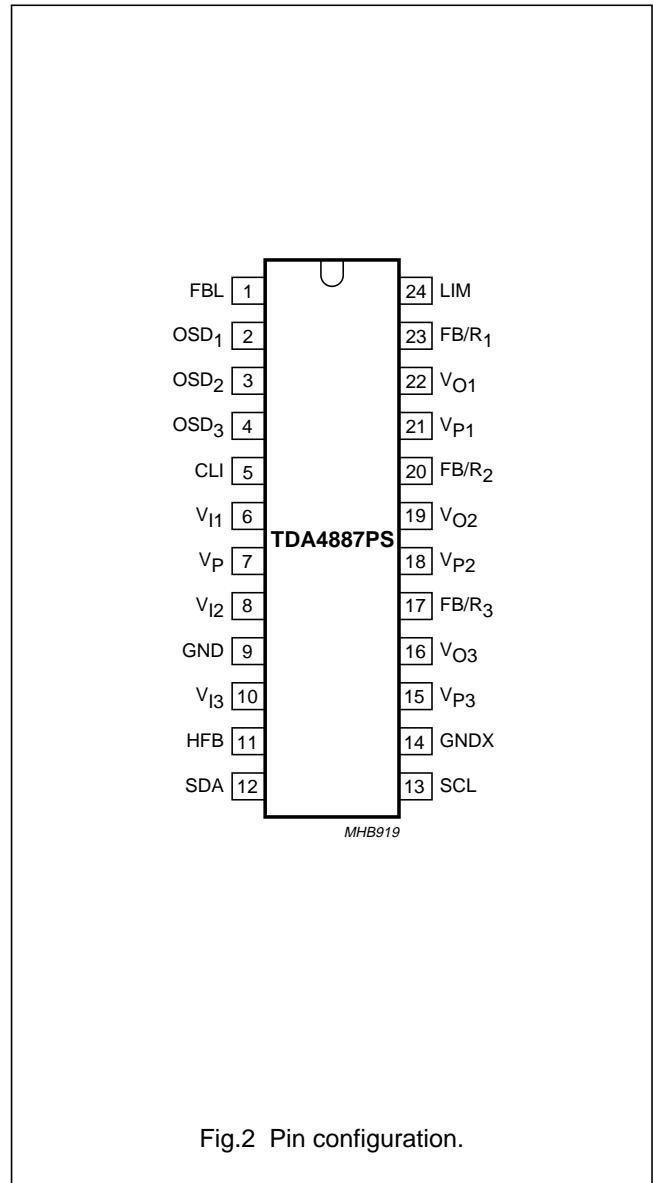 FBL 1 24 LIM
OSD1 2 23 FB/R1
OSD2 3 22 VO1
OSD3 4 21 VP1
CLI 5 20 FB/R2
VI1 6 19 VO2
TDA4887PS
VP 7 18 VP2
VI2 8 17 FB/R3
GND 9 16 VO3
VI3 10 15 VP3
HFB 11 14 GNDX
SDA 12 13 SCL
MHB919
Fig.2 Pin configuration.